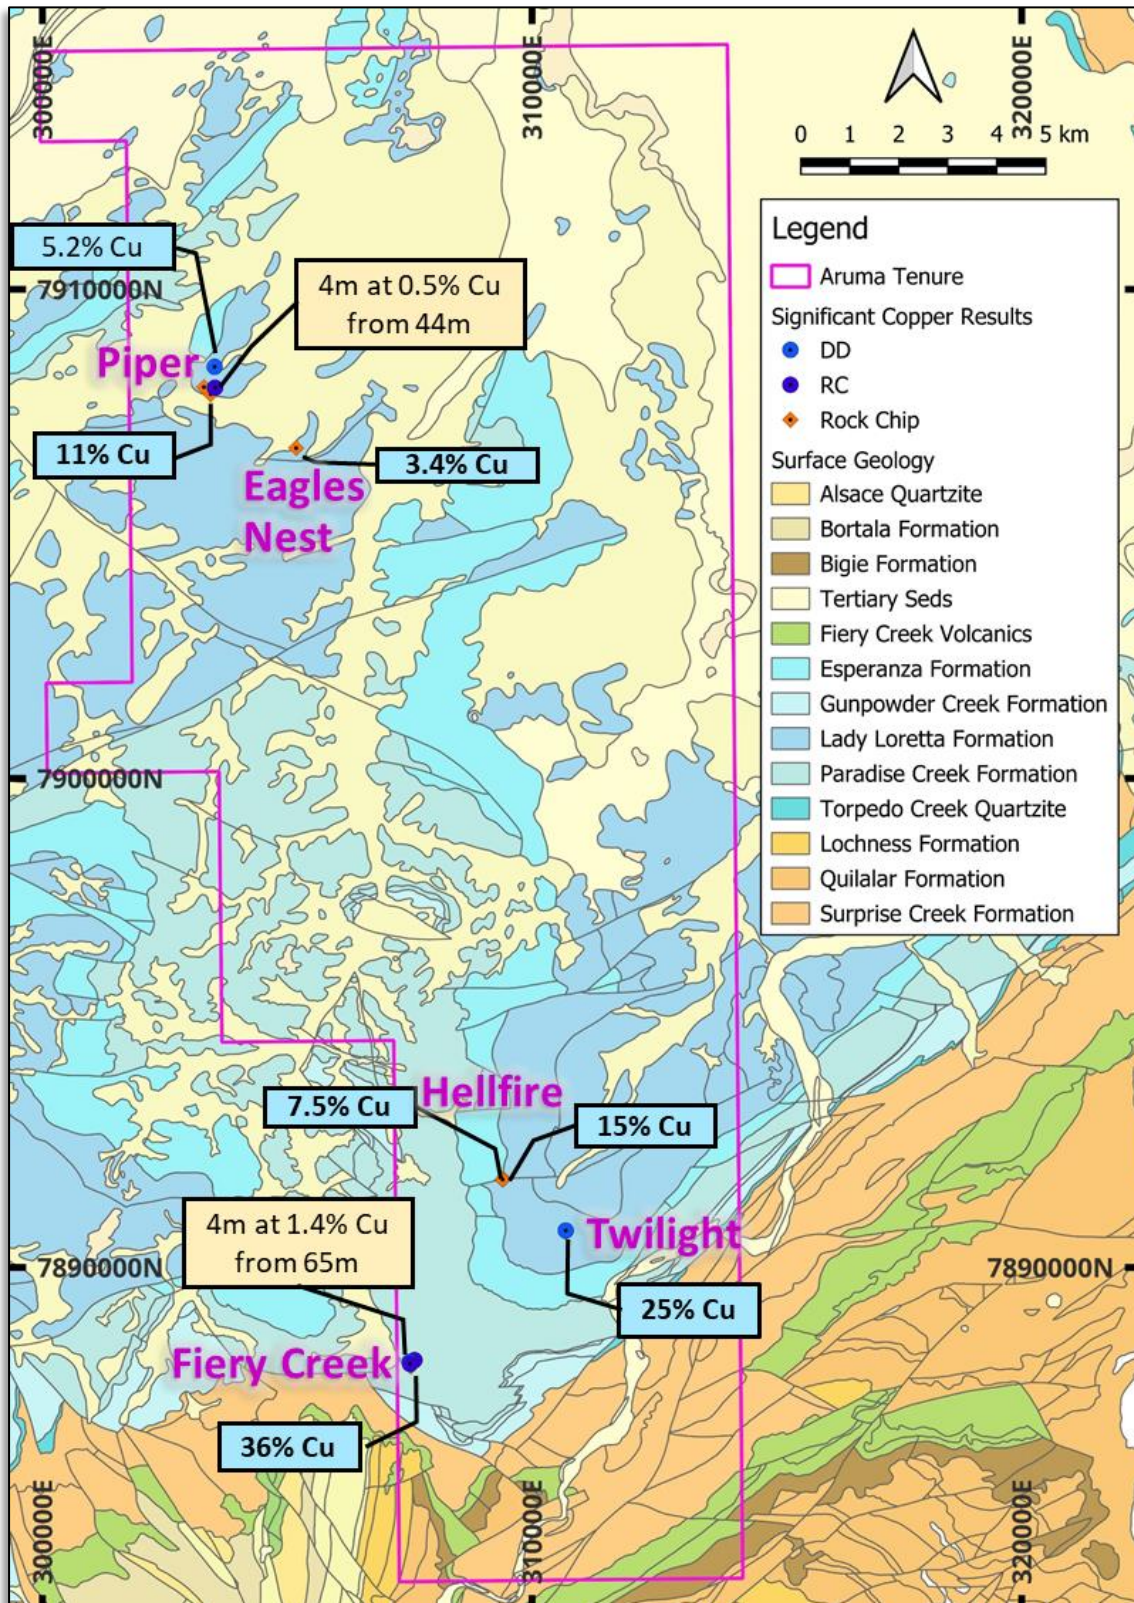 300000E
310000E
320000E
0 1 2 3 4 5 km
5.2% Cu
7910000N
4m at 0.5% Cu
from 44m
Piper
11% Cu
3.4% Cu
Eagles
Nest
Legend
Aruma Tenure
Significant Copper Results
DD
RC
Rock Chip
Surface Geology
Alsace Quartzite
Bortala Formation
Bigie Formation
Tertiary Seds
Fiery Creek Volcanics
Esperanza Formation
Gunpowder Creek Formation
Lady Loretta Formation
Paradise Creek Formation
Torpedo Creek Quartzite
Lochness Formation
Quilalar Formation
Surprise Creek Formation
7900000N
Hellfire
7.5% Cu
15% Cu
4m at 1.4% Cu
from 65m
Twilight
7890000N
7890000N
25% Cu
Fiery Creek
36% Cu
300000E
310000E
320000E